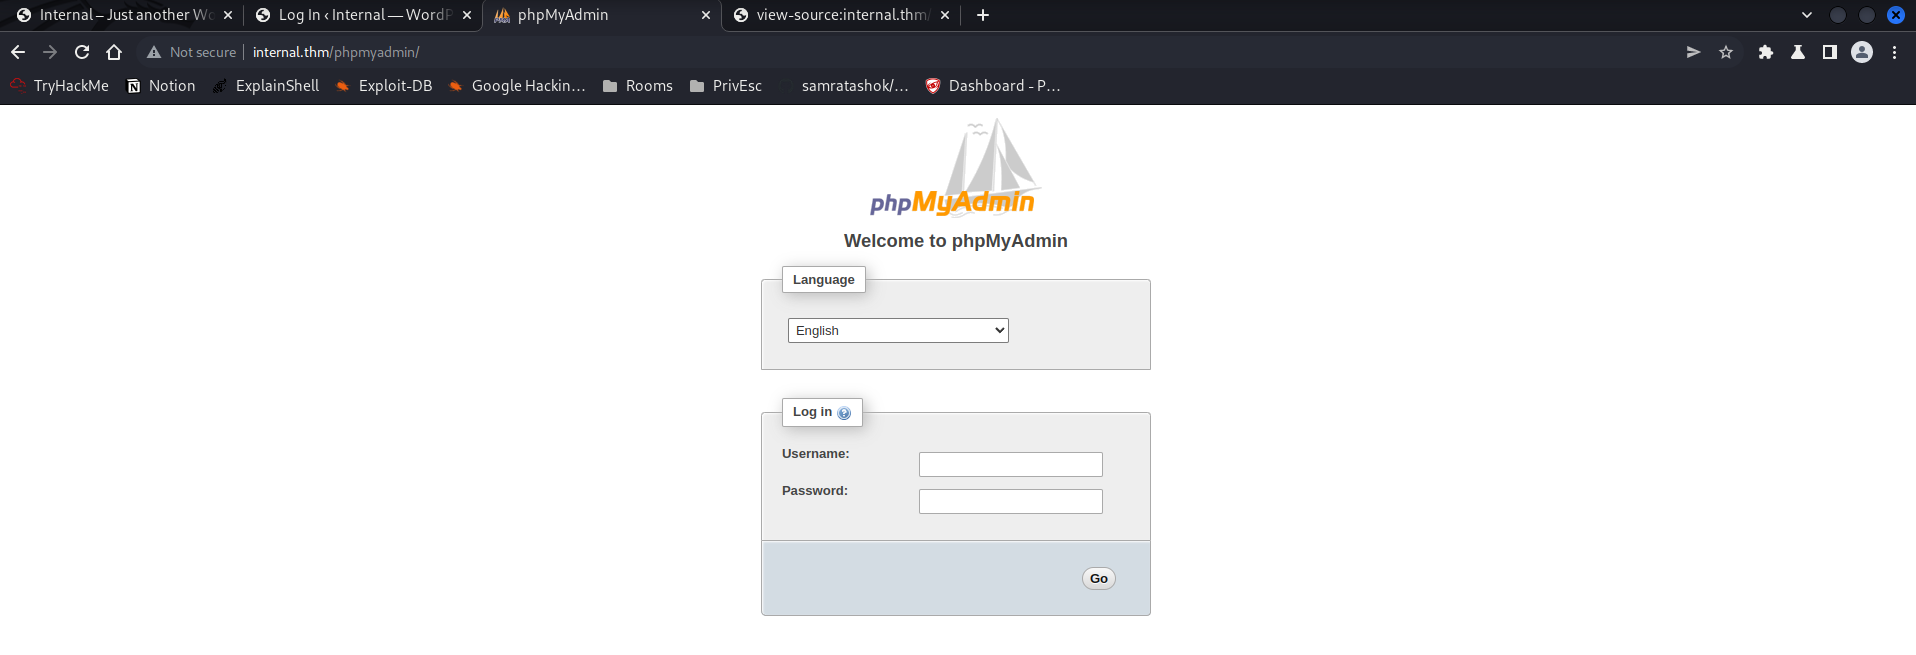 Internal – Just another Wo
Log In ‹ Internal — WordP
phpMyAdmin
view-source:internal.thm/
Not secure
internal.thm/phpmyadmin/
TryHackMe
Notion
ExplainShell
Exploit-DB
Google Hackin…
Rooms
PrivEsc
samratashok/…
Dashboard - P…
phpMyAdmin
Welcome to phpMyAdmin
Language
English
Log in
Username:
Password:
Go